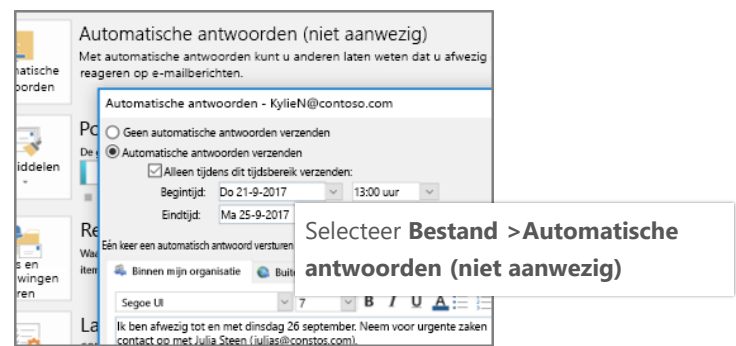 Automatische antwoorden (niet aanwezig)
Met automatische antwoorden kunt u anderen laten weten dat u afwezig
reageren op e-mailberichten.
Automatische antwoorden - KylieN@contoso.com
Geen automatische antwoorden verzenden
Automatische antwoorden verzenden
Alleen tijdens dit tijdsbereik verzenden:
Begintijd: Do 21-9-2017 13:00 uur
Eindtijd: Ma 25-9-2017
Selecteer Bestand >Automatische
antwoorden (niet aanwezig)
Eén keer een automatisch antwoord versturen
Binnen mijn organisatie
Segoe UI 7 B I U A
Ik ben afwezig tot en met dinsdag 26 september. Neem voor urgente zaken
contact op met Julia Steen (julias@constos.com).